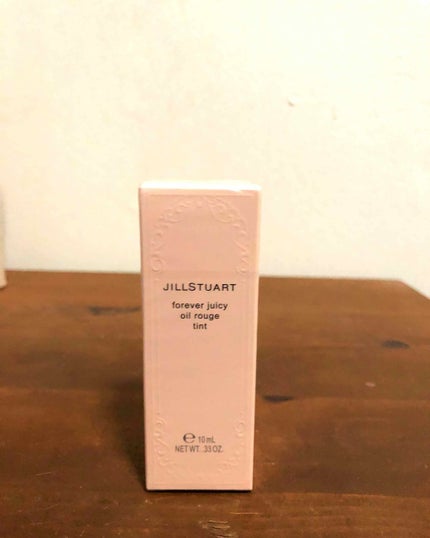 JILLSTUART
forever juicy
oil rouge
tint
℮ 10 mL
NET WT. .33 OZ.